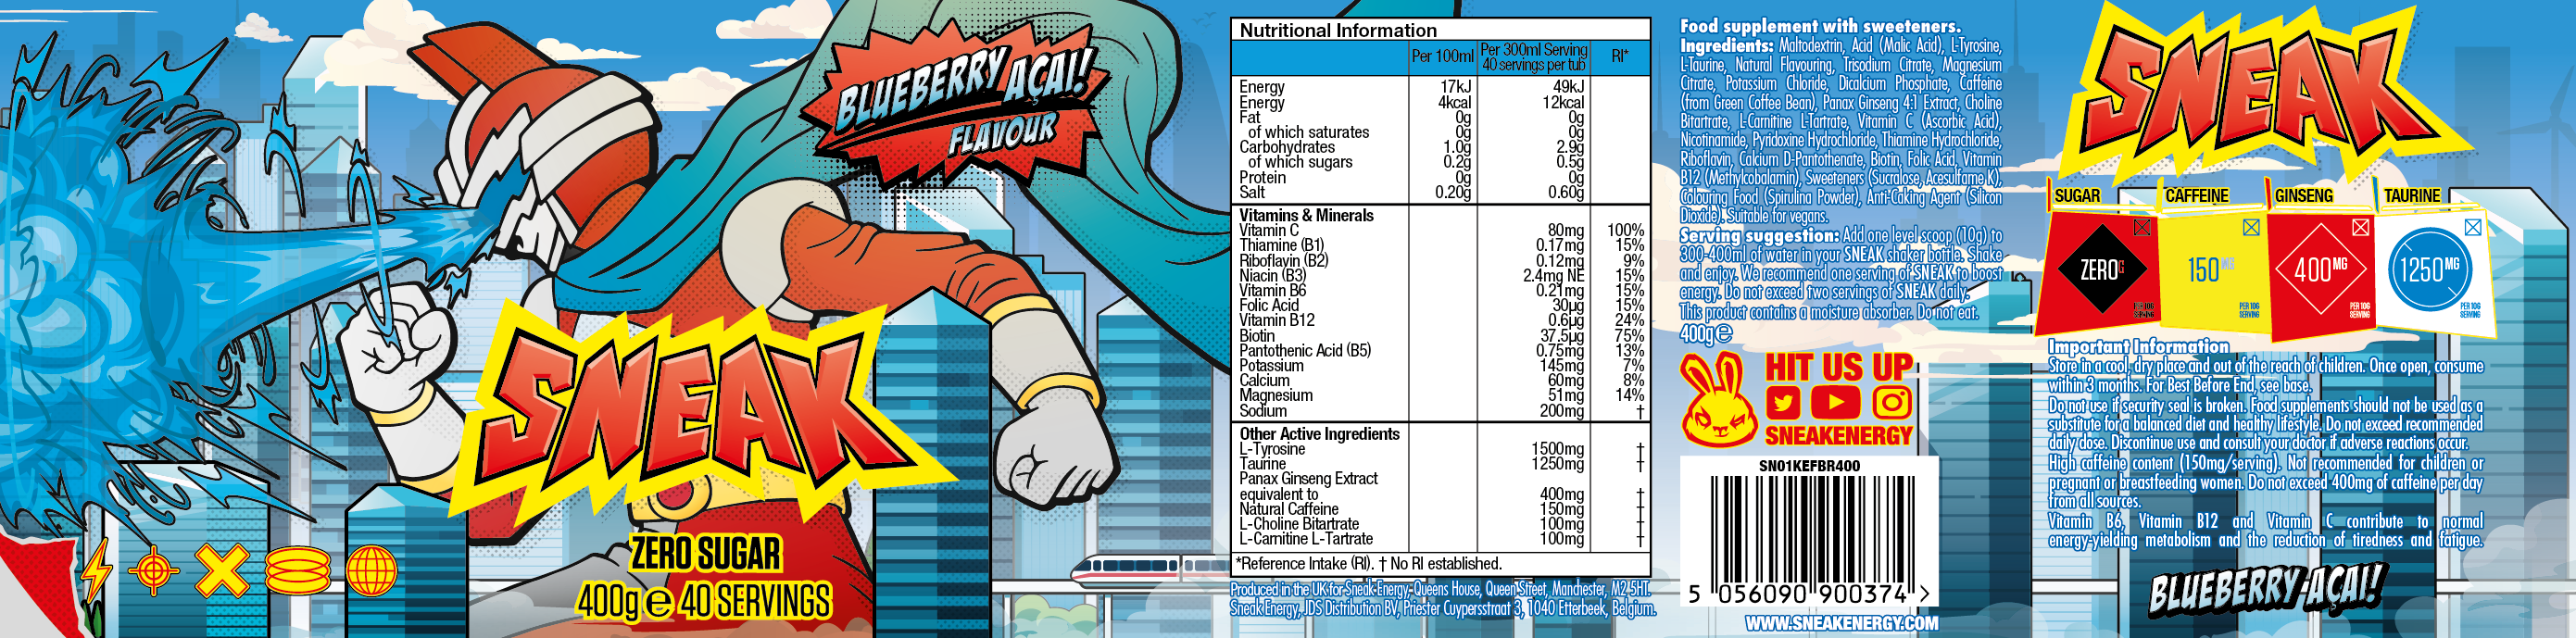 BLUEBERRY AÇAI!
FLAVOUR
SNEAK
ZERO SUGAR
400g e 40 SERVINGS
Nutritional Information
Per 100ml Per 300ml Serving 40 servings per tub RI*
Energy 17kJ 49kJ
Energy 4kcal 12kcal
Fat 0g 0g
of which saturates 0g 0g
Carbohydrates 1.0g 2.9g
of which sugars 0.2g 0.5g
Protein 0g 0g
Salt 0.20g 0.60g
Vitamins & Minerals
Vitamin C 80mg 100%
Thiamine (B1) 0.17mg 15%
Riboflavin (B2) 0.12mg 9%
Niacin (B3) 2.4mg NE 15%
Vitamin B6 0.21mg 15%
Folic Acid 30µg 15%
Vitamin B12 0.6µg 24%
Biotin 37.5µg 75%
Pantothenic Acid (B5) 0.75mg 13%
Potassium 145mg 7%
Calcium 60mg 8%
Magnesium 51mg 14%
Sodium 200mg †
Other Active Ingredients
L-Tyrosine 1500mg †
Taurine 1250mg †
Panax Ginseng Extract
equivalent to 400mg †
Natural Caffeine 150mg †
L-Choline Bitartrate 100mg †
L-Carnitine L-Tartrate 100mg †
*Reference Intake (RI). † No RI established.
Produced in the UK for Sneak Energy, Queens House, Queen Street, Manchester, M2 5HT.
Sneak Energy, JDS Distribution BV, Priester Cuypersstraat 3, 1040 Etterbeek, Belgium.
Food supplement with sweeteners.
Ingredients: Maltodextrin, Acid (Malic Acid), L-Tyrosine,
L-Taurine, Natural Flavouring, Trisodium Citrate, Magnesium
Citrate, Potassium Chloride, Dicalcium Phosphate, Caffeine
(from Green Coffee Bean), Panax Ginseng 4:1 Extract, Choline
Bitartrate, L-Carnitine L-Tartrate, Vitamin C (Ascorbic Acid),
Nicotinamide, Pyridoxine Hydrochloride, Thiamine Hydrochloride,
Riboflavin, Calcium D-Pantothenate, Biotin, Folic Acid, Vitamin
B12 (Methylcobalamin), Sweeteners (Sucralose, Acesulfame K),
Colouring Food (Spirulina Powder), Anti-Caking Agent (Silicon
Dioxide). Suitable for vegans.
Serving suggestion: Add one level scoop (10g) to
300-400ml of water in your SNEAK shaker bottle. Shake
and enjoy. We recommend one serving of SNEAK to boost
energy. Do not exceed two servings of SNEAK daily.
This product contains a moisture absorber. Do not eat.
400g e
HIT US UP
SNEAKENERGY
SN01KEFBR400
5 056090 900374 >
WWW.SNEAKENERGY.COM
SNEAK
SUGAR CAFFEINE GINSENG TAURINE
ZERO G 150 MG 400 MG 1250 MG
PER 10G SERVING PER 10G SERVING PER 10G SERVING PER 10G SERVING
Important Information
Store in a cool, dry place and out of the reach of children. Once open, consume
within 3 months. For Best Before End, see base.
Do not use if security seal is broken. Food supplements should not be used as a
substitute for a balanced diet and healthy lifestyle. Do not exceed recommended
daily dose. Discontinue use and consult your doctor if adverse reactions occur.
High caffeine content (150mg/serving). Not recommended for children or
pregnant or breastfeeding women. Do not exceed 400mg of caffeine per day
from all sources.
Vitamin B6, Vitamin B12 and Vitamin C contribute to normal
energy-yielding metabolism and the reduction of tiredness and fatigue.
BLUEBERRY AÇAI!